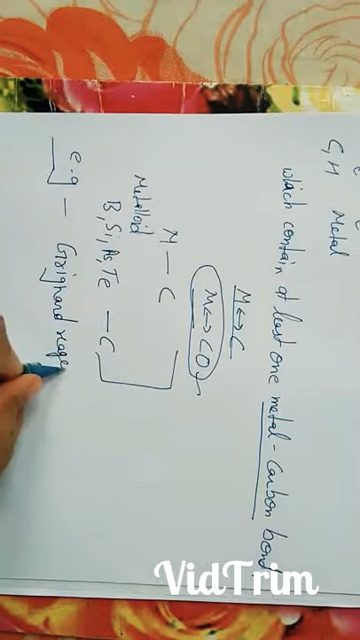 C, H Metal
which contain at least one metal - carbon bond
M ↔ C
M ↔ CO
M — C
Metalloid
B, Si, As, Te — C
e.g — Grignard reage
VidTrim